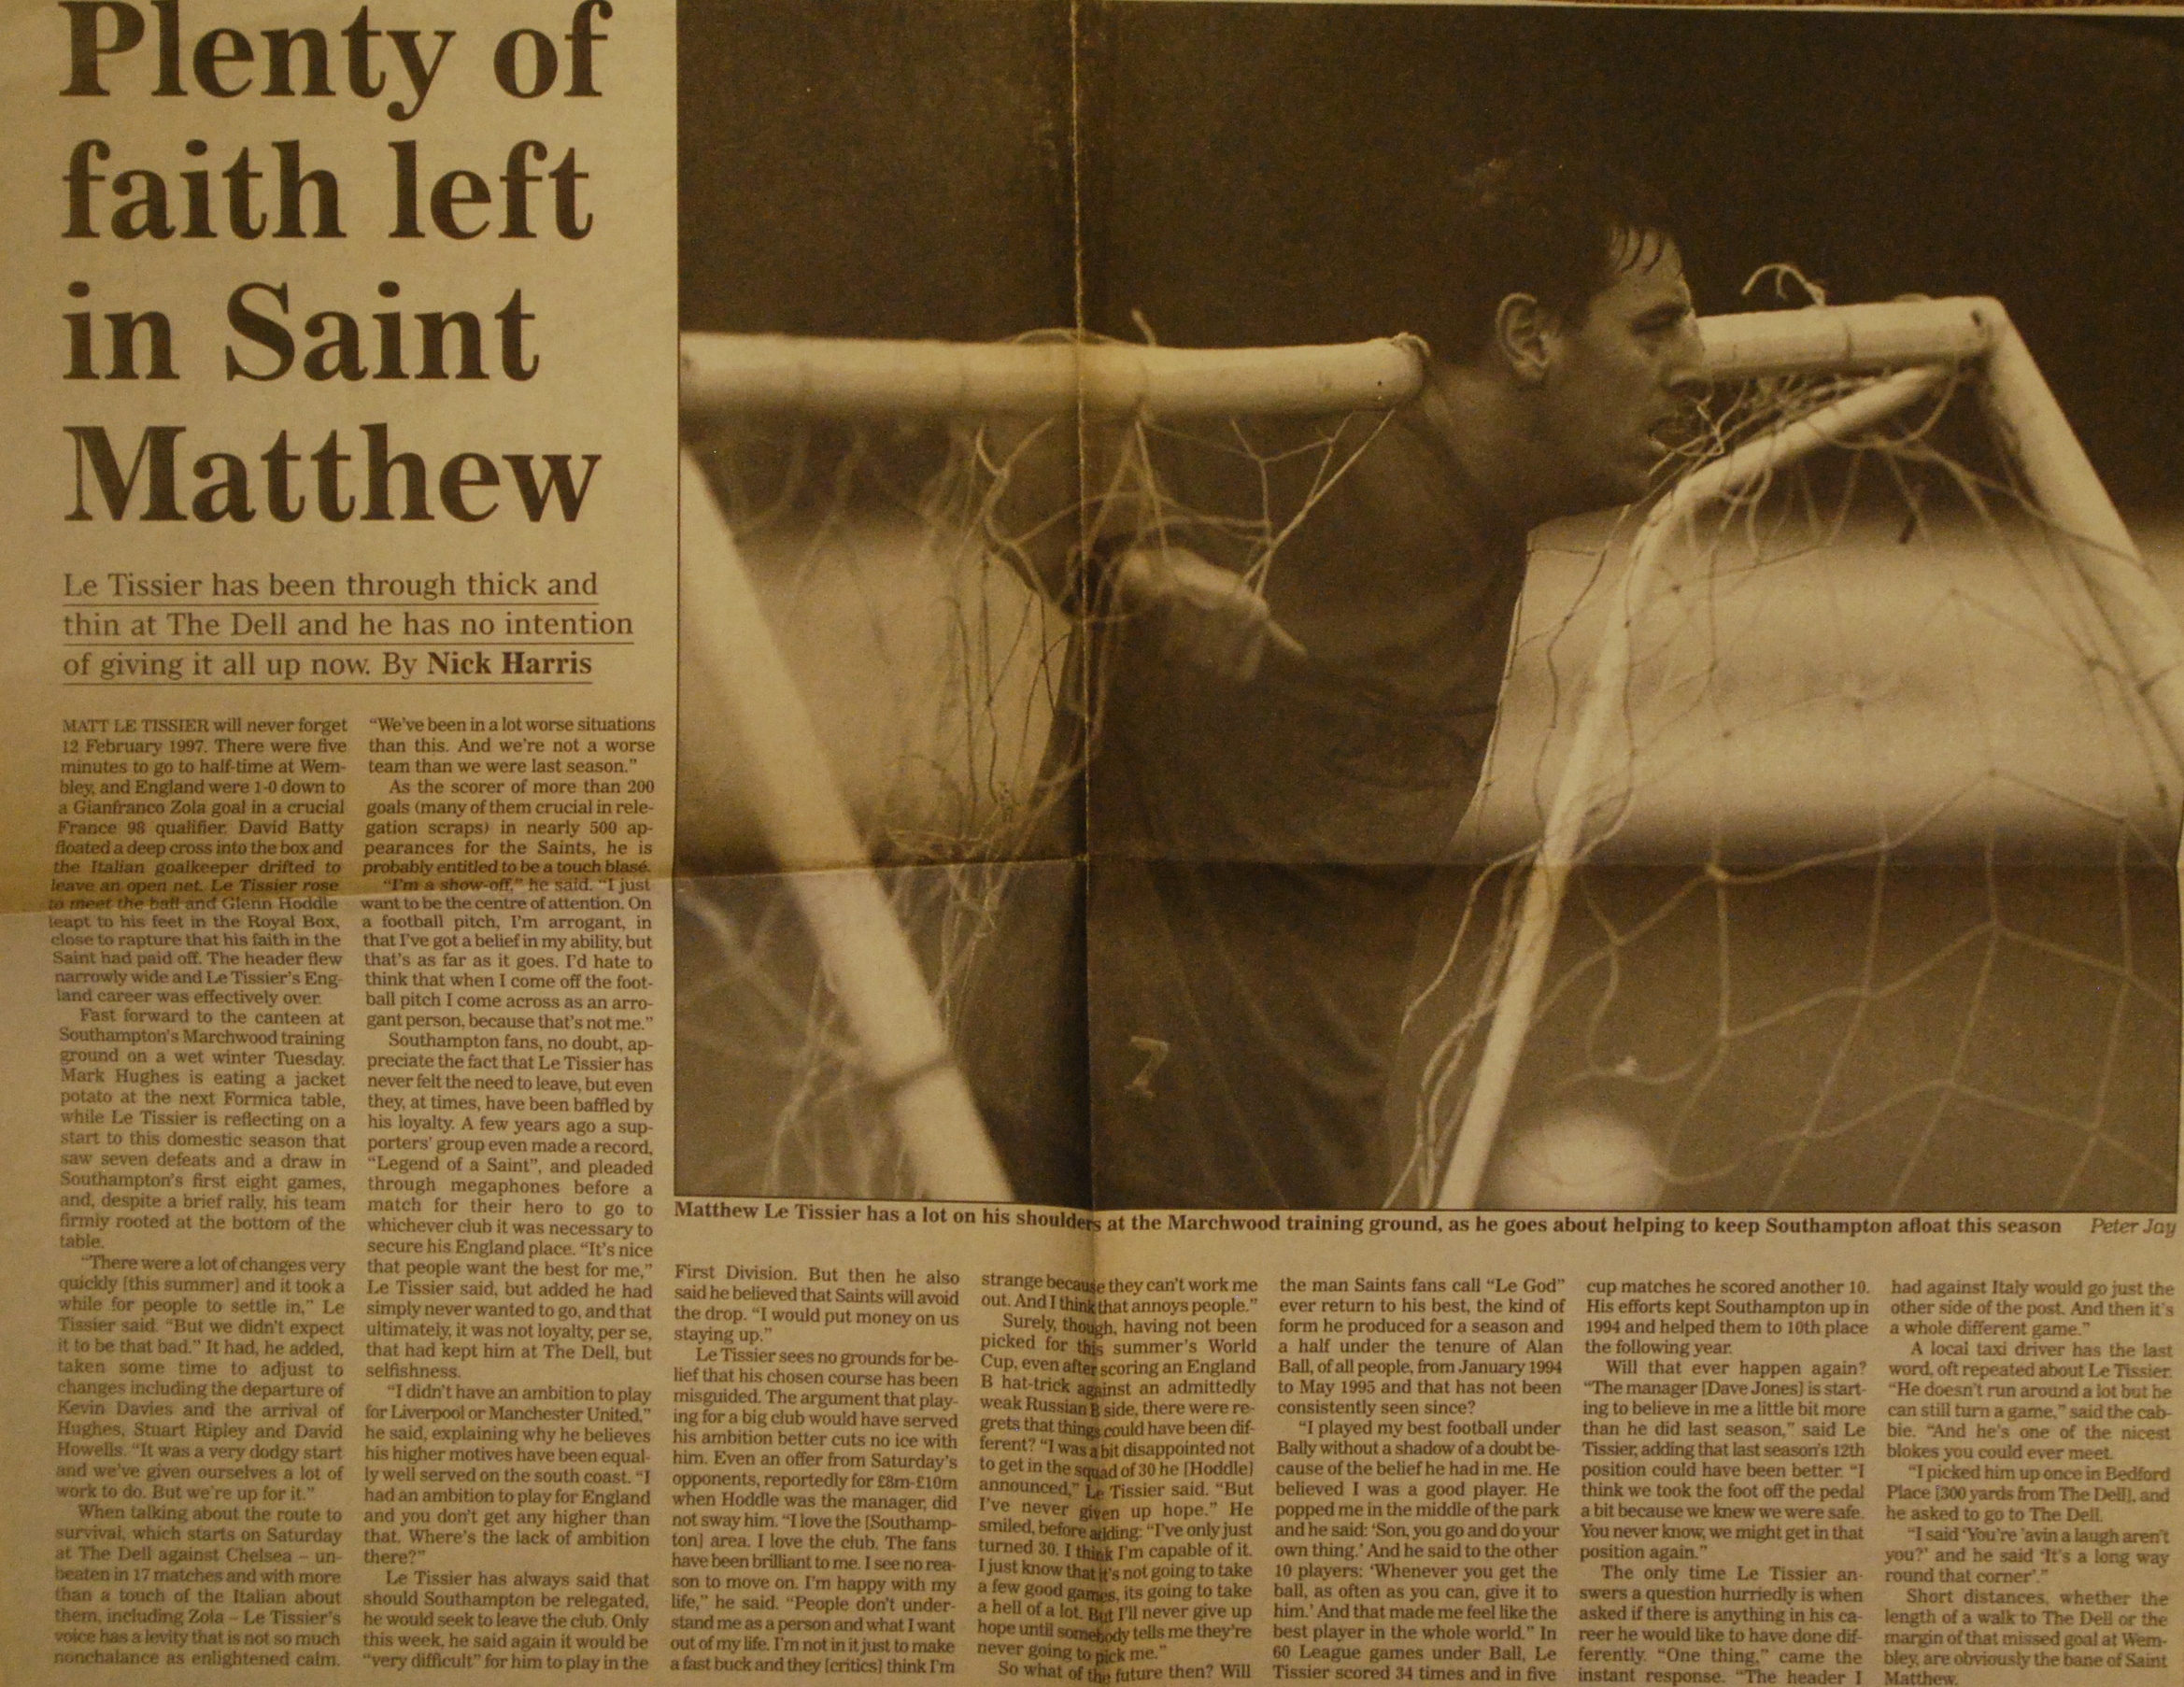 Plenty of
faith left
in Saint
Matthew
Le Tissier has been through thick and
thin at The Dell and he has no intention
of giving it all up now. By Nick Harris
MATT LE TISSIER will never forget
12 February 1997. There were five
minutes to go to half-time at Wem-
bley, and England were 1-0 down to
a Gianfranco Zola goal in a crucial
France 98 qualifier. David Batty
floated a deep cross into the box and
the Italian goalkeeper drifted to
leave an open net. Le Tissier rose
to meet the ball and Glenn Hoddle
leapt to his feet in the Royal Box,
close to rapture that his faith in the
Saint had paid off. The header flew
narrowly wide and Le Tissier's Eng-
land career was effectively over.
Fast forward to the canteen at
Southampton's Marchwood training
ground on a wet winter Tuesday.
Mark Hughes is eating a jacket
potato at the next Formica table,
while Le Tissier is reflecting on a
start to this domestic season that
saw seven defeats and a draw in
Southampton's first eight games,
and, despite a brief rally, his team
firmly rooted at the bottom of the
table.
"There were a lot of changes very
quickly [this summer] and it took a
while for people to settle in," Le
Tissier said. "But we didn't expect
it to be that bad." It had, he added,
taken some time to adjust to
changes including the departure of
Kevin Davies and the arrival of
Hughes, Stuart Ripley and David
Howells. "It was a very dodgy start
and we've given ourselves a lot of
work to do. But we're up for it."
When talking about the route to
survival, which starts on Saturday
at The Dell against Chelsea – un-
beaten in 17 matches and with more
than a touch of the Italian about
them, including Zola – Le Tissier's
voice has a levity that is not so much
nonchalance as enlightened calm.
"We've been in a lot worse situations
than this. And we're not a worse
team than we were last season."
As the scorer of more than 200
goals (many of them crucial in rele-
gation scraps) in nearly 500 ap-
pearances for the Saints, he is
probably entitled to be a touch blasé.
"I'm a show-off," he said. "I just
want to be the centre of attention. On
a football pitch, I'm arrogant, in
that I've got a belief in my ability, but
that's as far as it goes. I'd hate to
think that when I come off the foot-
ball pitch I come across as an arro-
gant person, because that's not me."
Southampton fans, no doubt, ap-
preciate the fact that Le Tissier has
never felt the need to leave, but even
they, at times, have been baffled by
his loyalty. A few years ago a sup-
porters' group even made a record,
"Legend of a Saint", and pleaded
through megaphones before a
match for their hero to go to
whichever club it was necessary to
secure his England place. "It's nice
that people want the best for me,"
Le Tissier said, but added he had
simply never wanted to go, and that
ultimately, it was not loyalty, per se,
that had kept him at The Dell, but
selfishness.
"I didn't have an ambition to play
for Liverpool or Manchester United,"
he said, explaining why he believes
his higher motives have been equal-
ly well served on the south coast. "I
had an ambition to play for England
and you don't get any higher than
that. Where's the lack of ambition
there?"
Le Tissier has always said that
should Southampton be relegated,
he would seek to leave the club. Only
this week, he said again it would be
"very difficult" for him to play in the
7
Matthew Le Tissier has a lot on his shoulders at the Marchwood training ground, as he goes about helping to keep Southampton afloat this season Peter Jay
First Division. But then he also
said he believed that Saints will avoid
the drop. "I would put money on us
staying up."
Le Tissier sees no grounds for be-
lief that his chosen course has been
misguided. The argument that play-
ing for a big club would have served
his ambition better cuts no ice with
him. Even an offer from Saturday's
opponents, reportedly for £8m-£10m
when Hoddle was the manager, did
not sway him. "I love the [Southamp-
ton] area. I love the club. The fans
have been brilliant to me. I see no rea-
son to move on. I'm happy with my
life," he said. "People don't under-
stand me as a person and what I want
out of my life. I'm not in it just to make
a fast buck and they [critics] think I'm
strange because they can't work me
out. And I think that annoys people."
Surely, though, having not been
picked for this summer's World
Cup, even after scoring an England
B hat-trick against an admittedly
weak Russian B side, there were re-
grets that things could have been dif-
ferent? "I was a bit disappointed not
to get in the squad of 30 he [Hoddle]
announced," Le Tissier said. "But
I've never given up hope." He
smiled, before adding: "I've only just
turned 30. I think I'm capable of it.
I just know that it's not going to take
a few good games, its going to take
a hell of a lot. But I'll never give up
hope until somebody tells me they're
never going to pick me."
So what of the future then? Will
the man Saints fans call "Le God"
ever return to his best, the kind of
form he produced for a season and
a half under the tenure of Alan
Ball, of all people, from January 1994
to May 1995 and that has not been
consistently seen since?
"I played my best football under
Bally without a shadow of a doubt be-
cause of the belief he had in me. He
believed I was a good player. He
popped me in the middle of the park
and he said: 'Son, you go and do your
own thing.' And he said to the other
10 players: 'Whenever you get the
ball, as often as you can, give it to
him.' And that made me feel like the
best player in the whole world." In
60 League games under Ball, Le
Tissier scored 34 times and in five
cup matches he scored another 10.
His efforts kept Southampton up in
1994 and helped them to 10th place
the following year.
Will that ever happen again?
"The manager [Dave Jones] is start-
ing to believe in me a little bit more
than he did last season," said Le
Tissier, adding that last season's 12th
position could have been better. "I
think we took the foot off the pedal
a bit because we knew we were safe.
You never know, we might get in that
position again."
The only time Le Tissier an-
swers a question hurriedly is when
asked if there is anything in his ca-
reer he would like to have done dif-
ferently. "One thing," came the
instant response. "The header I
had against Italy would go just the
other side of the post. And then it's
a whole different game."
A local taxi driver has the last
word, oft repeated about Le Tissier.
"He doesn't run around a lot but he
can still turn a game," said the cab-
bie. "And he's one of the nicest
blokes you could ever meet.
"I picked him up once in Bedford
Place [300 yards from The Dell], and
he asked to go to The Dell.
"I said 'You're 'avin a laugh aren't
you?' and he said 'It's a long way
round that corner'."
Short distances, whether the
length of a walk to The Dell or the
margin of that missed goal at Wem-
bley, are obviously the bane of Saint
Matthew.